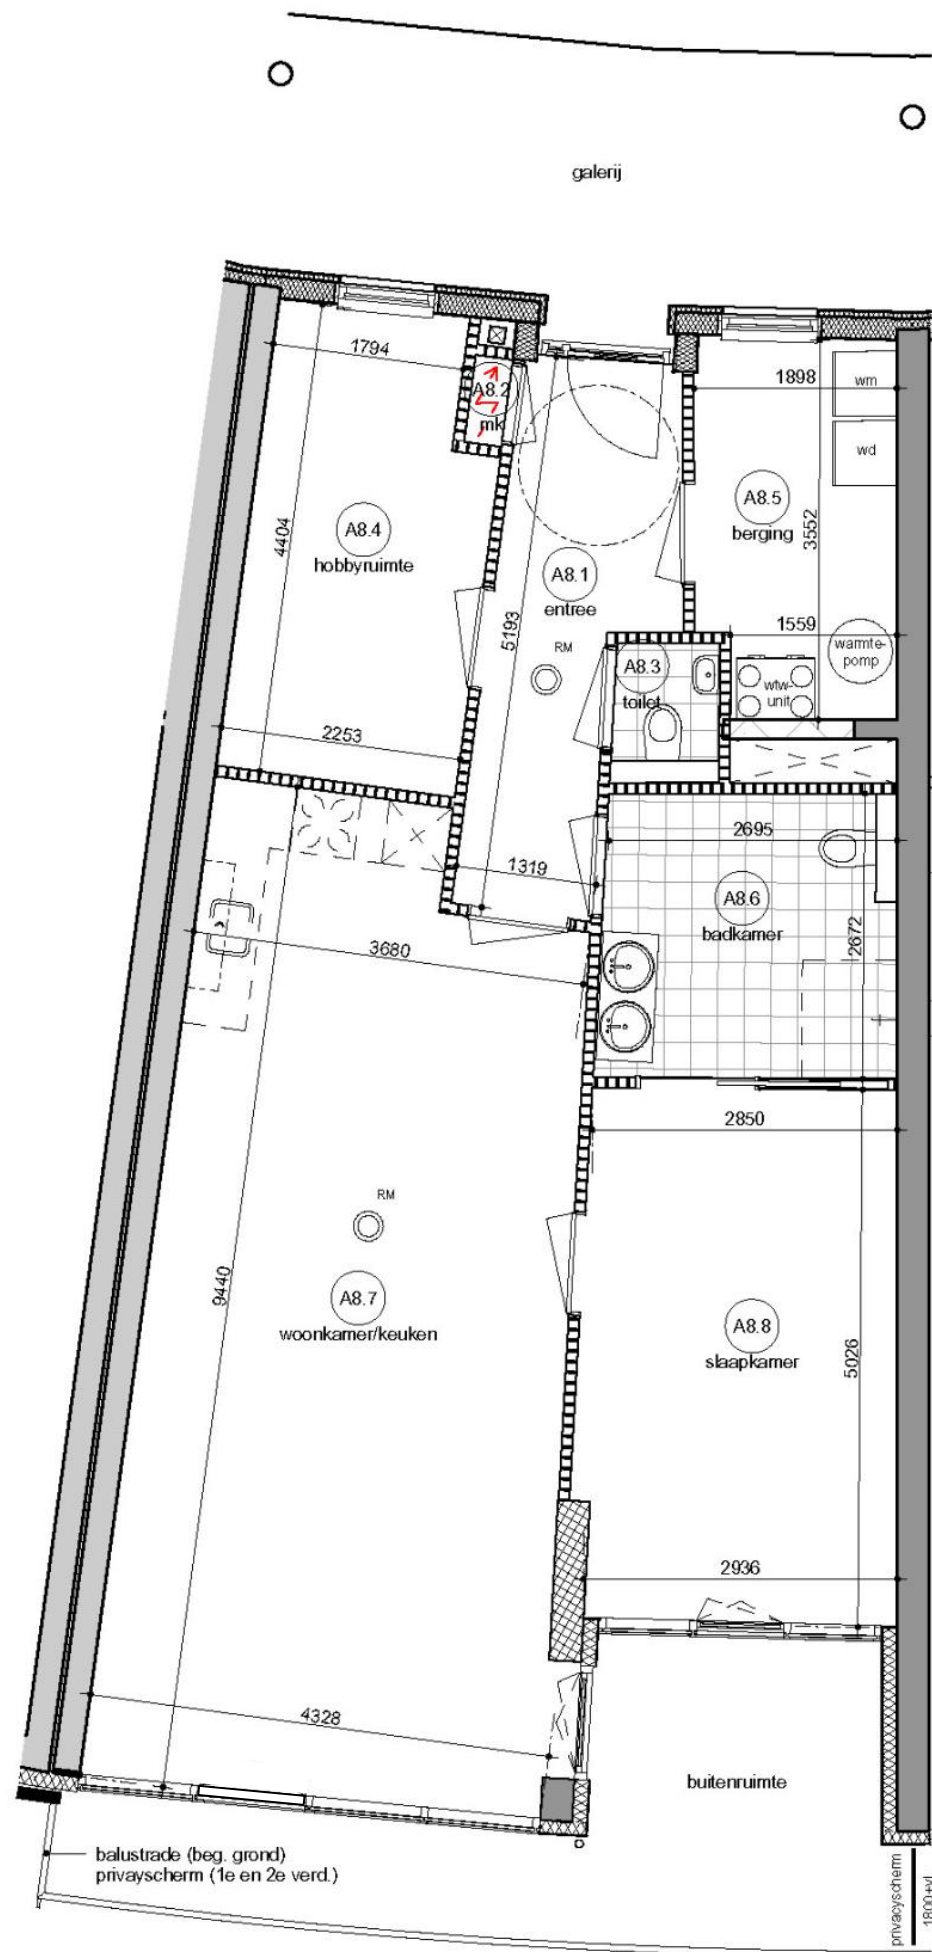 galerij
1794
A8.2
mk
1898
wm
wd
A8.5
berging
3552
A8.4
hobbyruimte
4404
A8.1
entree
5193
RM
1559
warmte-
pomp
wtw-
unit
A8.3
toilet
2253
2695
1319
A8.6
badkamer
2672
3680
2850
RM
9440
A8.7
woonkamer/keuken
A8.8
slaapkamer
5026
2936
4328
buitenruimte
balustrade (beg. grond)
privayscherm (1e en 2e verd.)
privacyscherm
1800+vl